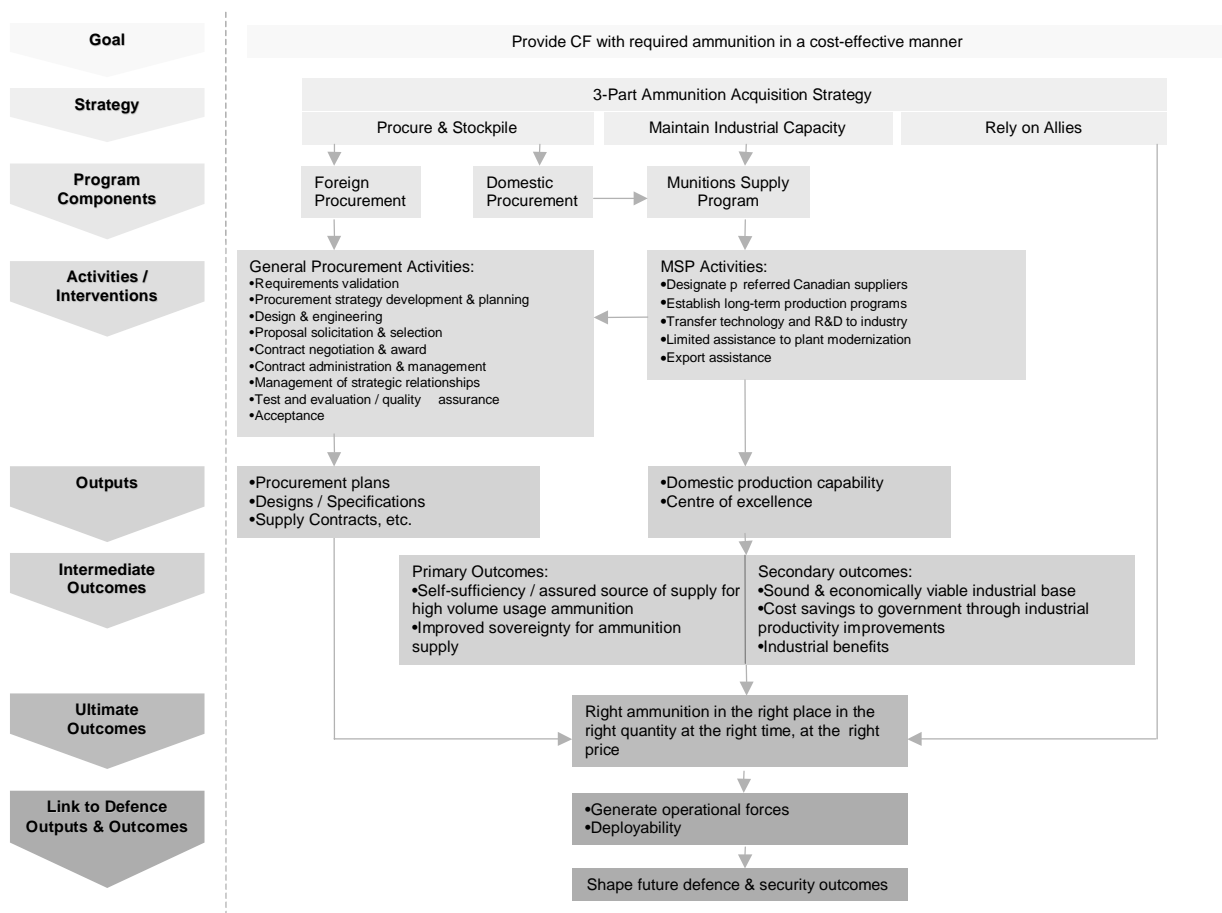 Goal
Provide CF with required ammunition in a cost-effective manner
Strategy
3-Part Ammunition Acquisition Strategy
Procure & Stockpile
Maintain Industrial Capacity
Rely on Allies
Program
Components
Foreign
Procurement
Domestic
Procurement
Munitions Supply
Program
Activities /
Interventions
General Procurement Activities:
•Requirements validation
•Procurement strategy development & planning
•Design & engineering
•Proposal solicitation & selection
•Contract negotiation & award
•Contract administration & management
•Management of strategic relationships
•Test and evaluation / quality assurance
•Acceptance
MSP Activities:
•Designate p referred Canadian suppliers
•Establish long-term production programs
•Transfer technology and R&D to industry
•Limited assistance to plant modernization
•Export assistance
Outputs
•Procurement plans
•Designs / Specifications
•Supply Contracts, etc.
•Domestic production capability
•Centre of excellence
Intermediate
Outcomes
Primary Outcomes:
•Self-sufficiency / assured source of supply for
high volume usage ammunition
•Improved sovereignty for ammunition
supply
Secondary outcomes:
•Sound & economically viable industrial base
•Cost savings to government through industrial
productivity improvements
•Industrial benefits
Ultimate
Outcomes
Right ammunition in the right place in the
right quantity at the right time, at the right
price
Link to Defence
Outputs & Outcomes
•Generate operational forces
•Deployability
Shape future defence & security outcomes